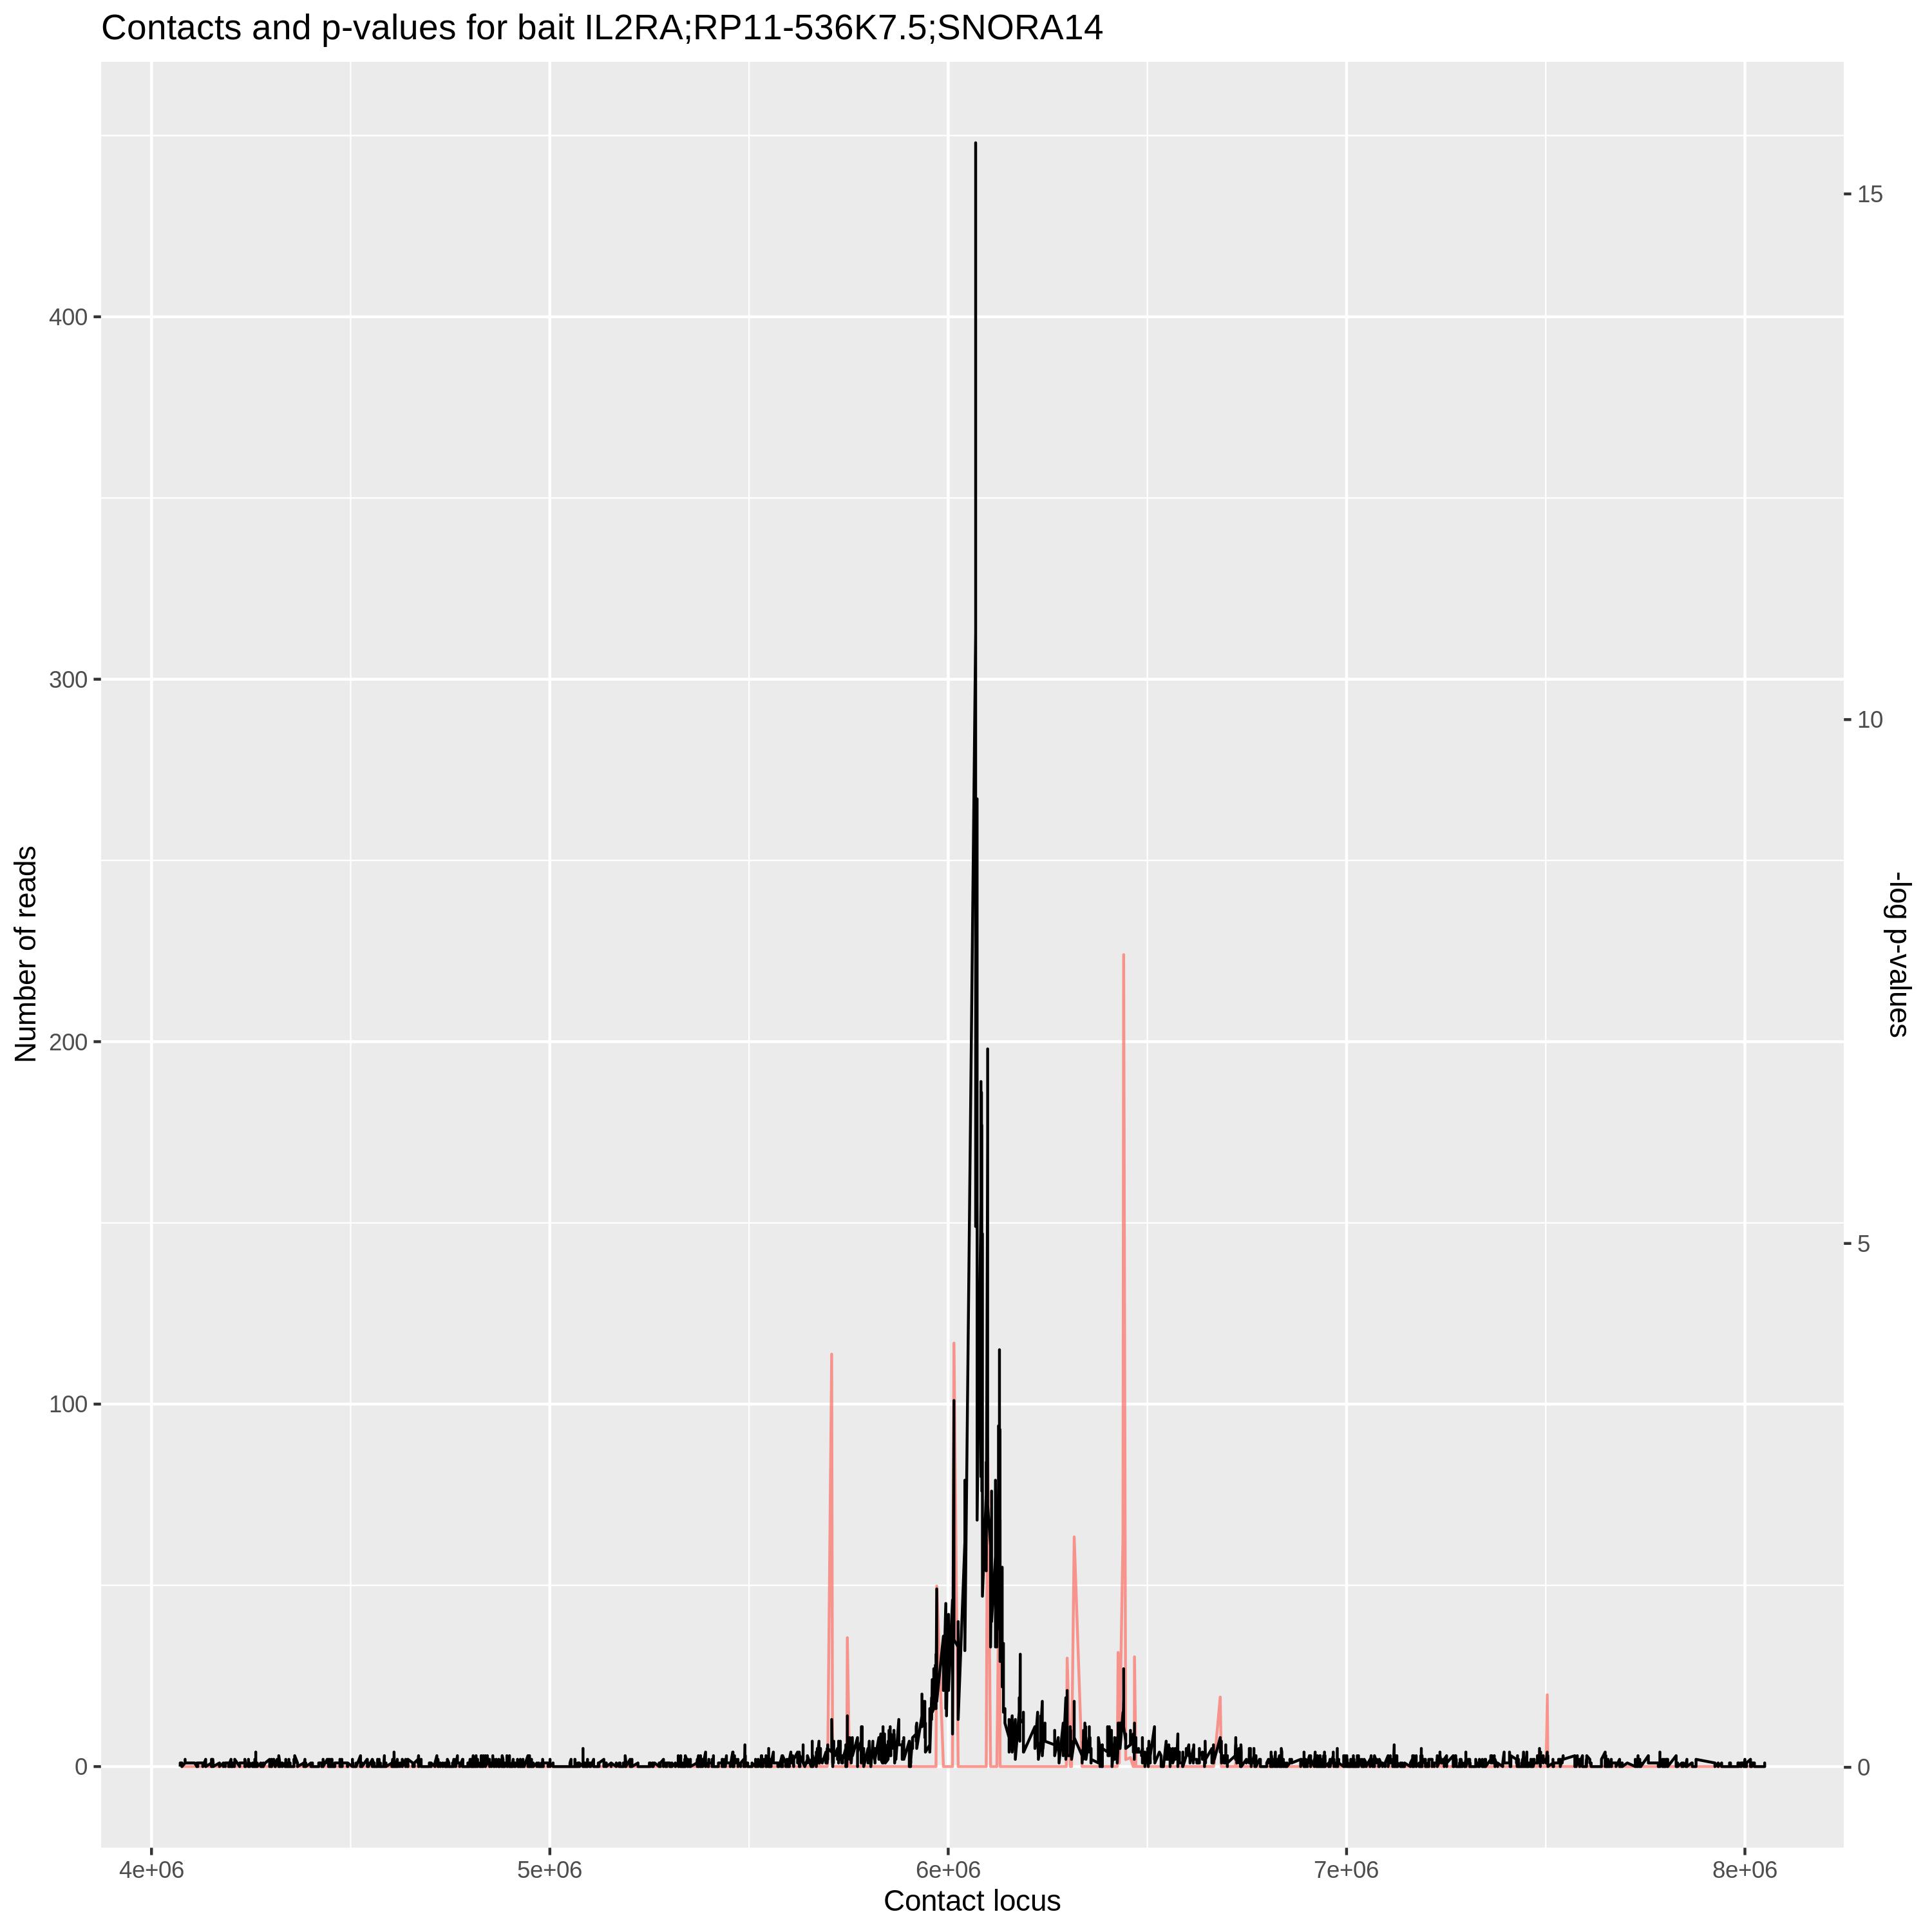 Contacts and p-values for bait IL2RA;RP11-536K7.5;SNORA14
15
400
10
300
Number of reads
-log p-values
200
5
100
0
0
4e+06
5e+06
6e+06
7e+06
8e+06
Contact locus